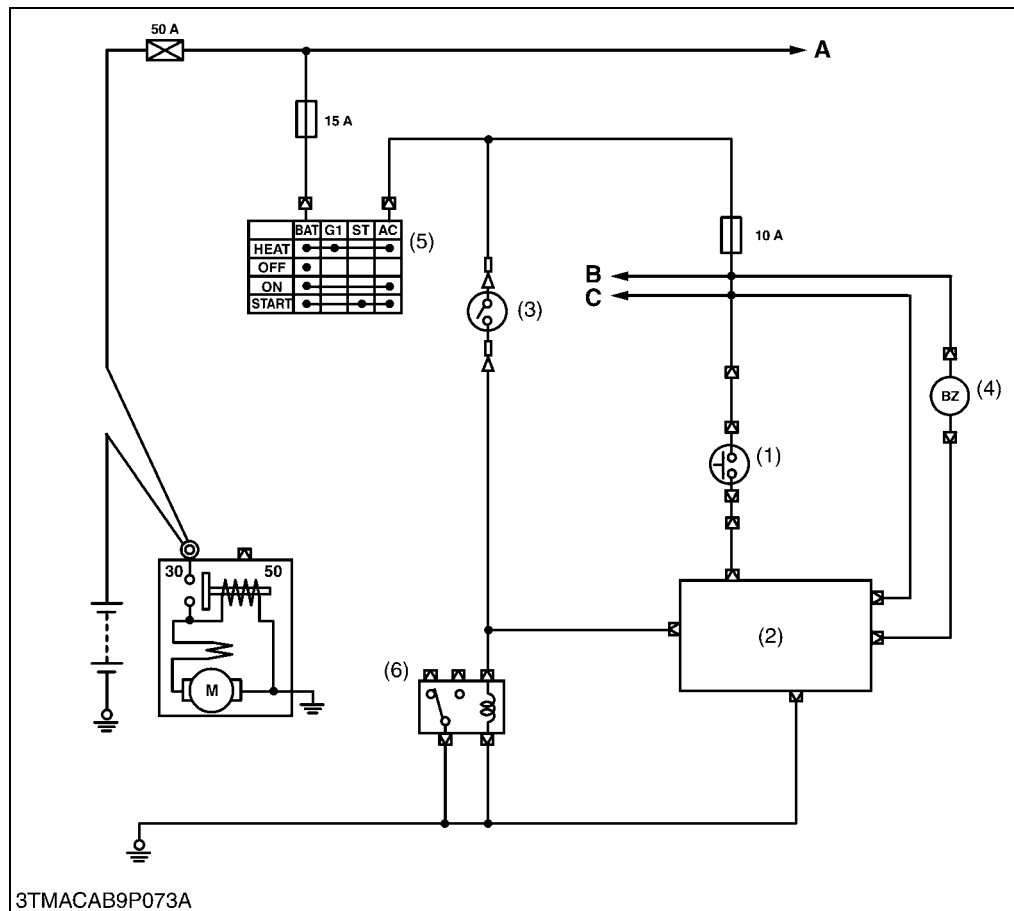 50 A
A
15 A
BAT G1 ST AC
(5)
HEAT
OFF
ON
START
10 A
B
C
(3)
BZ
(4)
(1)
30
50
(2)
(6)
M
3TMACAB9P073A